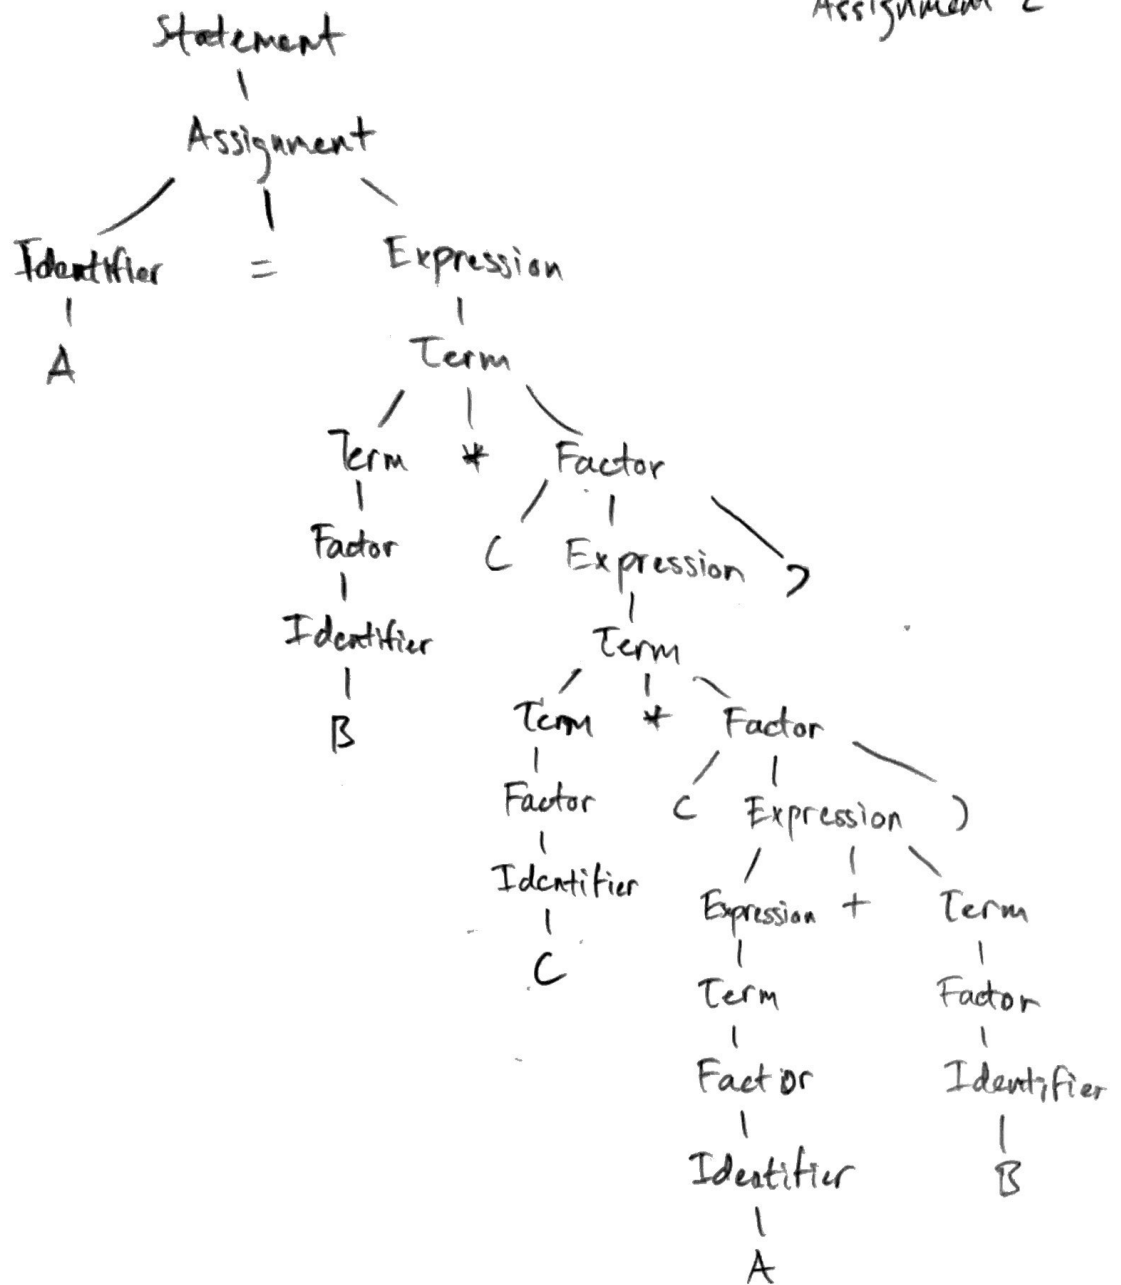 Assignment 2
Statement
Assignment
Identifier = Expression
A
Term
Term * Factor
Factor ( Expression )
Identifier
Term
B
Term * Factor
Factor ( Expression )
Identifier
Expression + Term
C
Term Factor
Factor Identifier
Identifier B
A